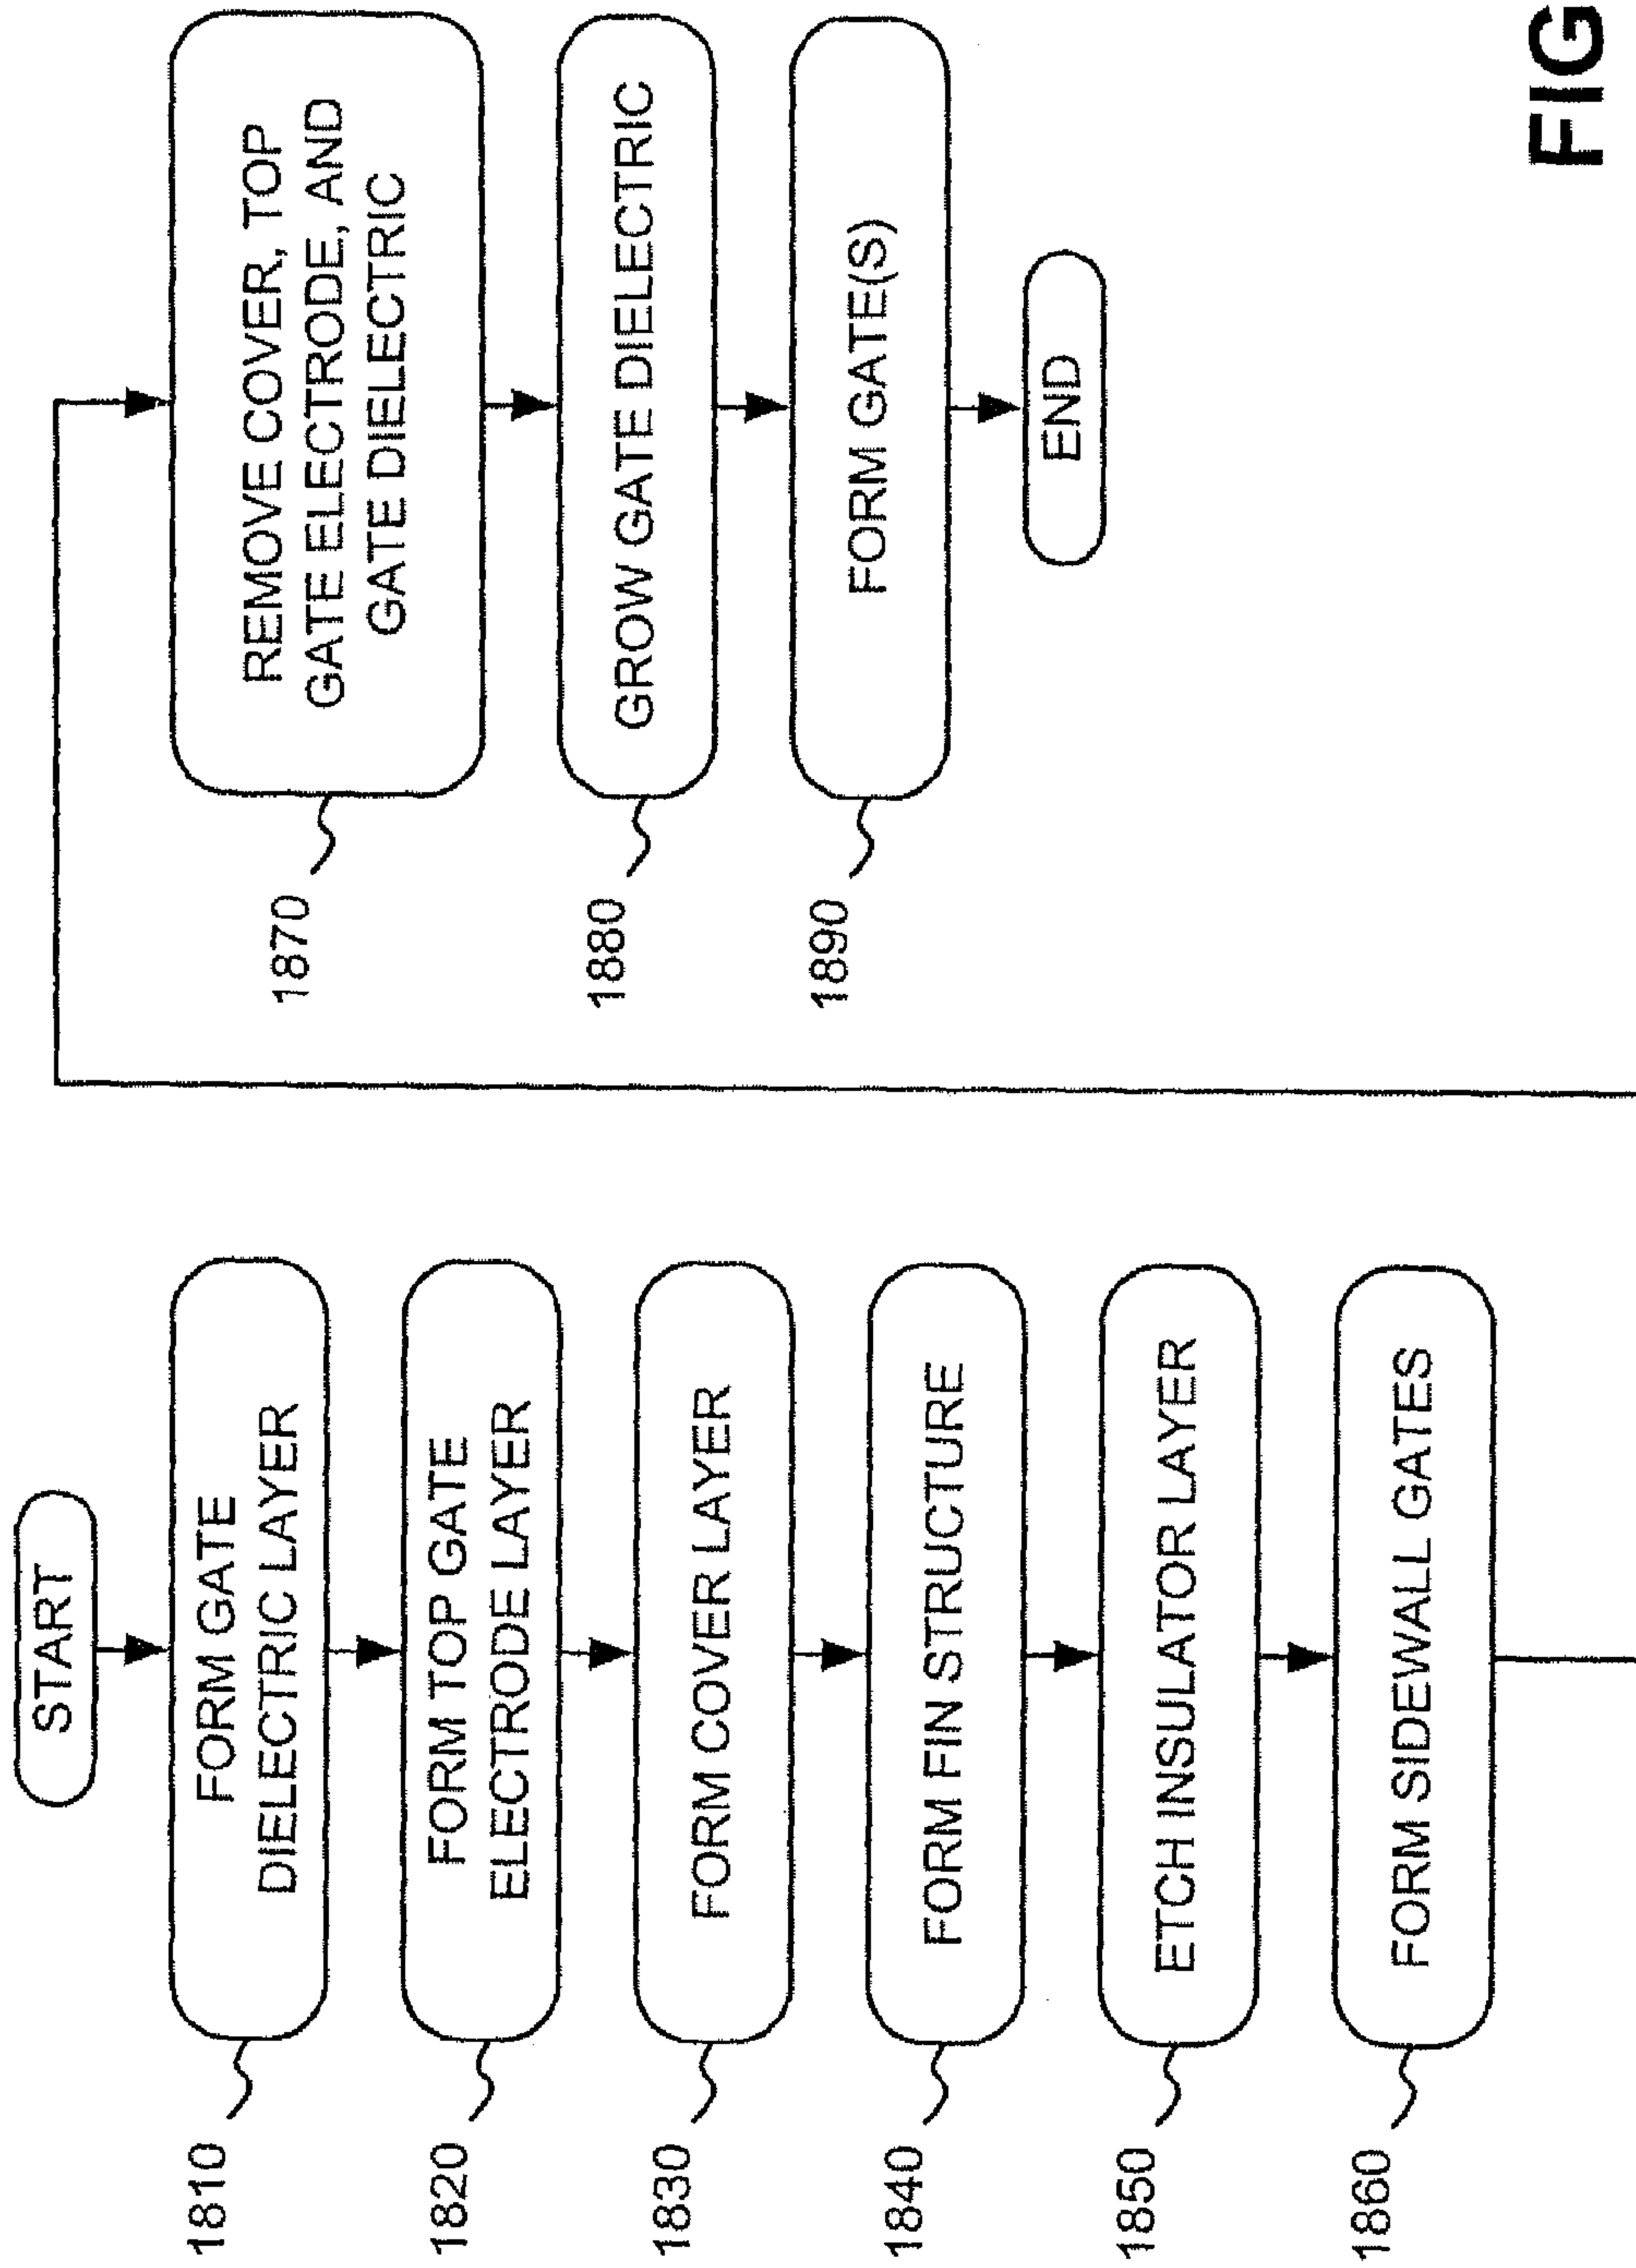 START
1810
FORM GATE
DIELECTRIC LAYER
1820
FORM TOP GATE
ELECTRODE LAYER
1830
FORM COVER LAYER
1840
FORM FIN STRUCTURE
1850
ETCH INSULATOR LAYER
1860
FORM SIDEWALL GATES
1870
REMOVE COVER, TOP
GATE ELECTRODE, AND
GATE DIELECTRIC
1880
GROW GATE DIELECTRIC
1890
FORM GATE(S)
END
FIG